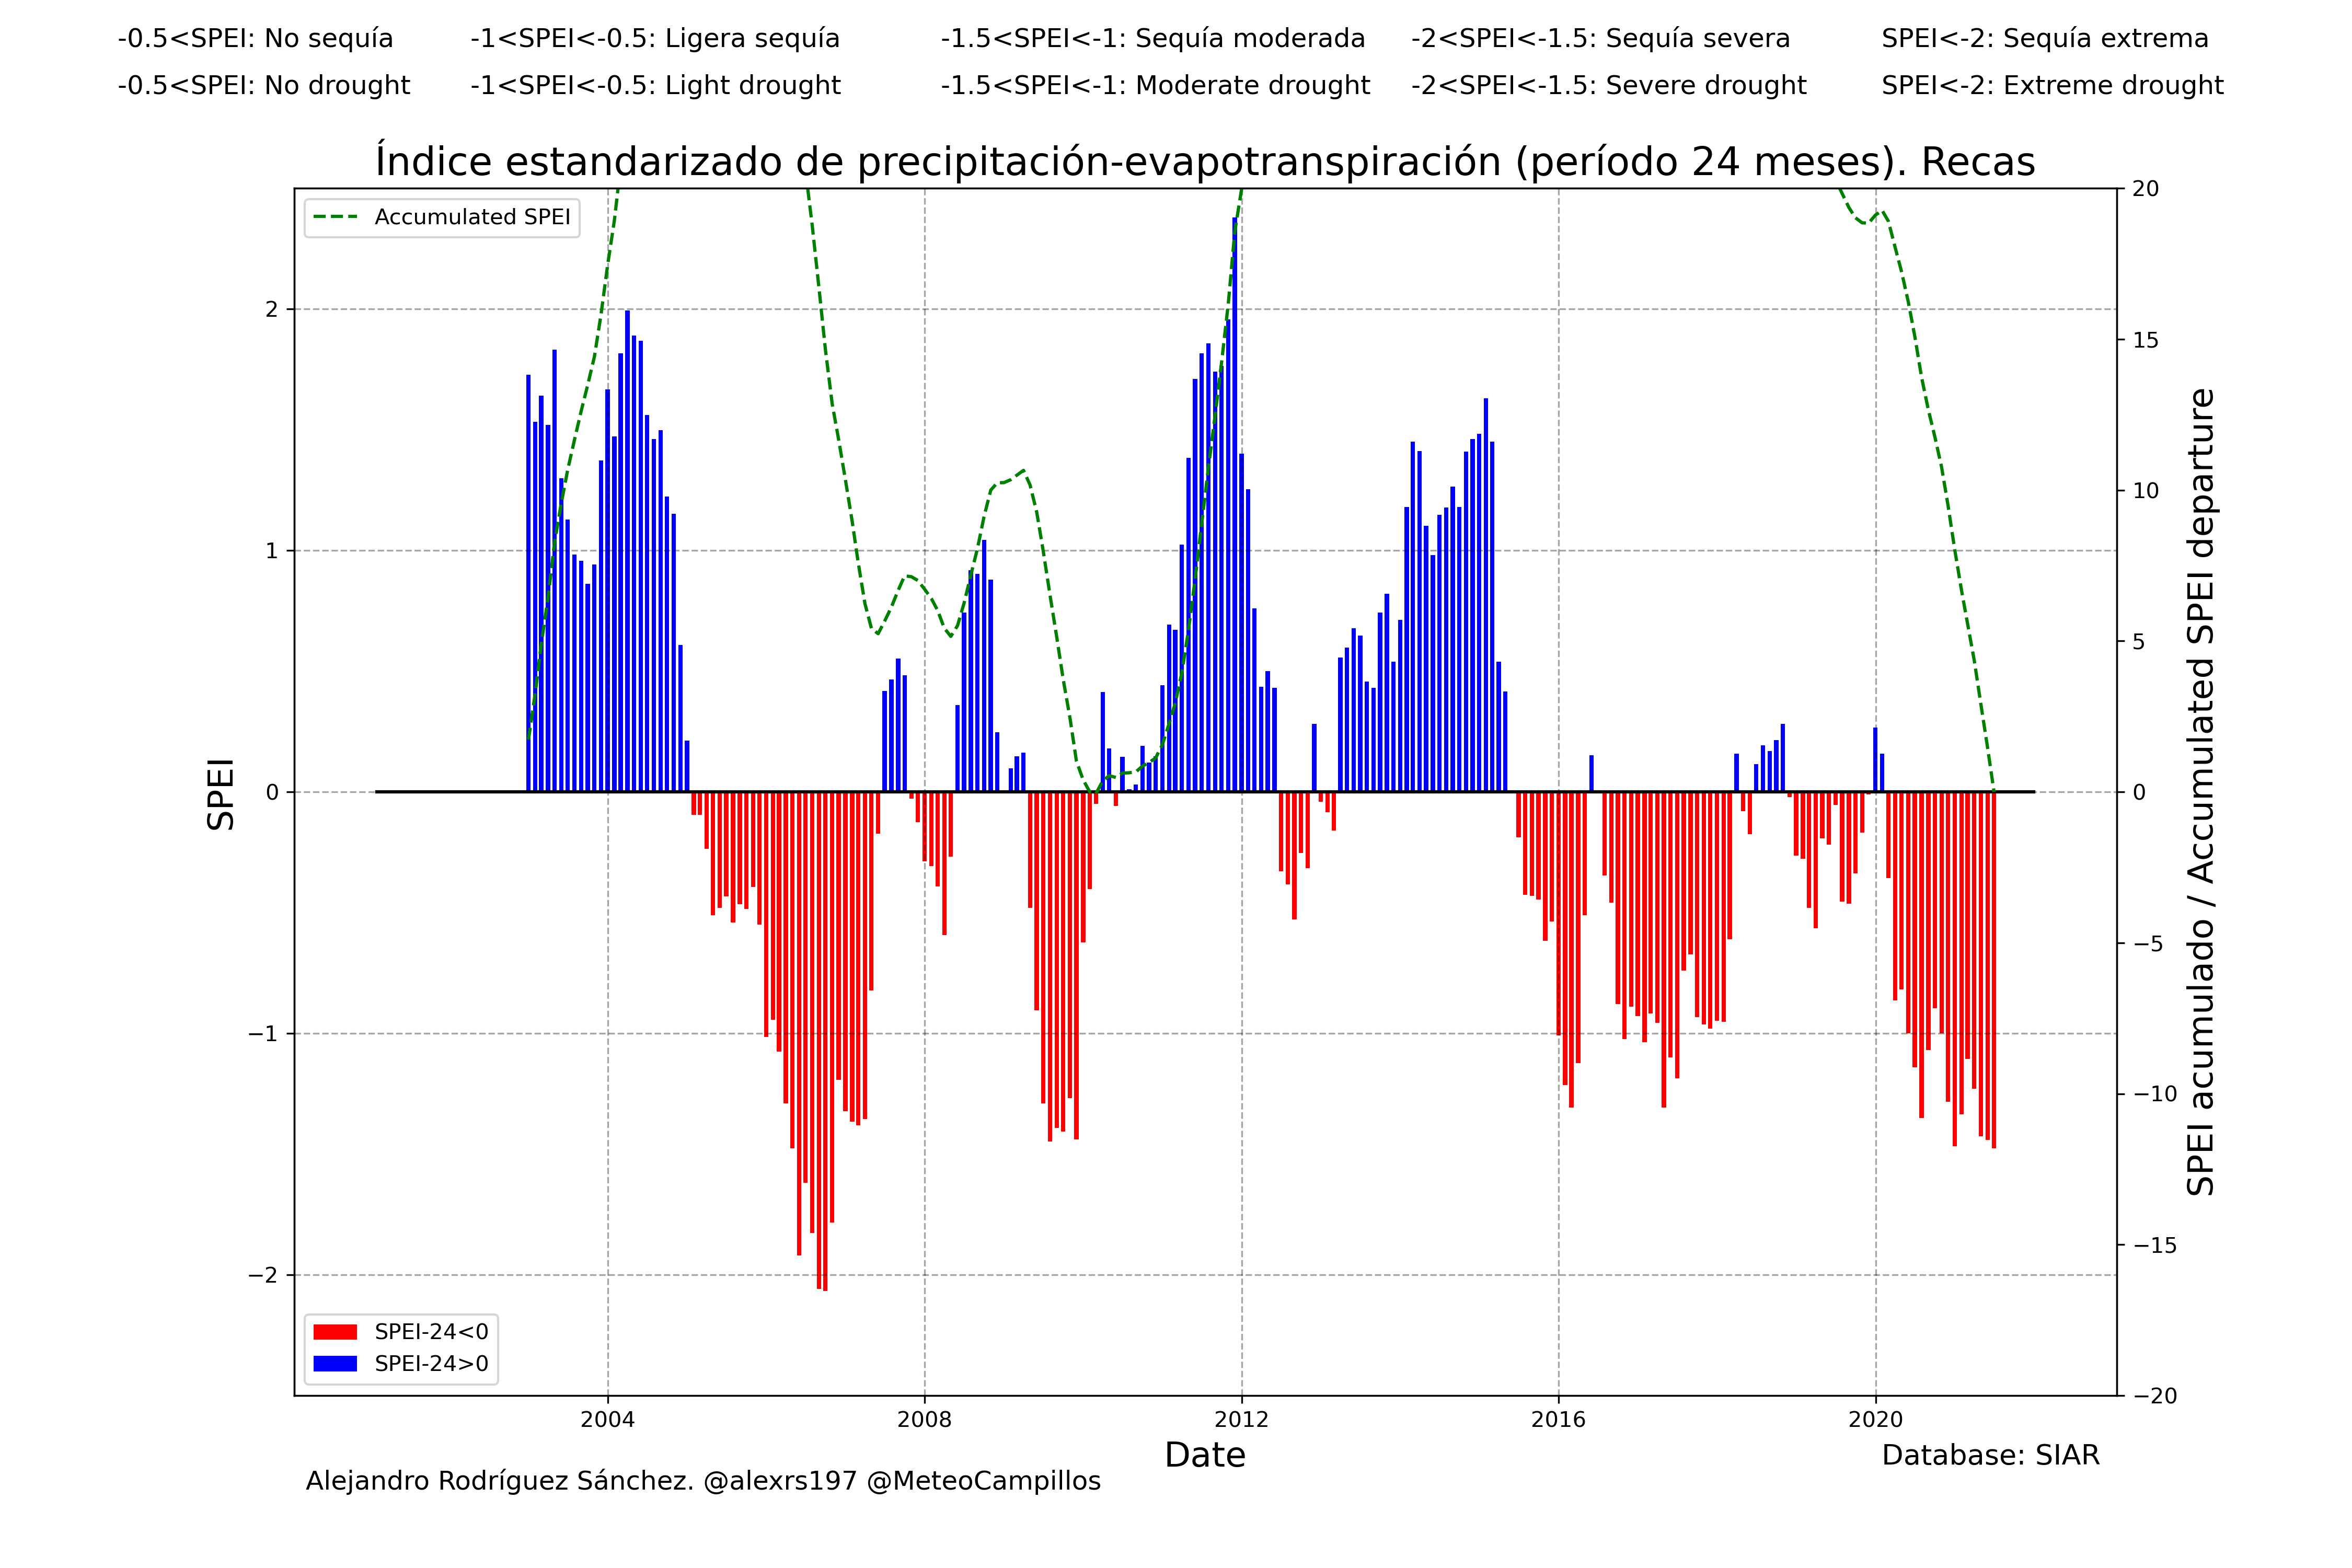 -0.5<SPEI: No sequía -1<SPEI<-0.5: Ligera sequía -1.5<SPEI<-1: Sequía moderada -2<SPEI<-1.5: Sequía severa SPEI<-2: Sequía extrema
-0.5<SPEI: No drought -1<SPEI<-0.5: Light drought -1.5<SPEI<-1: Moderate drought -2<SPEI<-1.5: Severe drought SPEI<-2: Extreme drought
Índice estandarizado de precipitación-evapotranspiración (período 24 meses). Recas
Accumulated SPEI
2
1
0
−1
−2
SPEI
20
15
10
5
0
−5
−10
−15
−20
SPEI acumulado / Accumulated SPEI departure
SPEI-24<0
SPEI-24>0
2004 2008 2012 2016 2020
Date
Database: SIAR
Alejandro Rodríguez Sánchez. @alexrs197 @MeteoCampillos